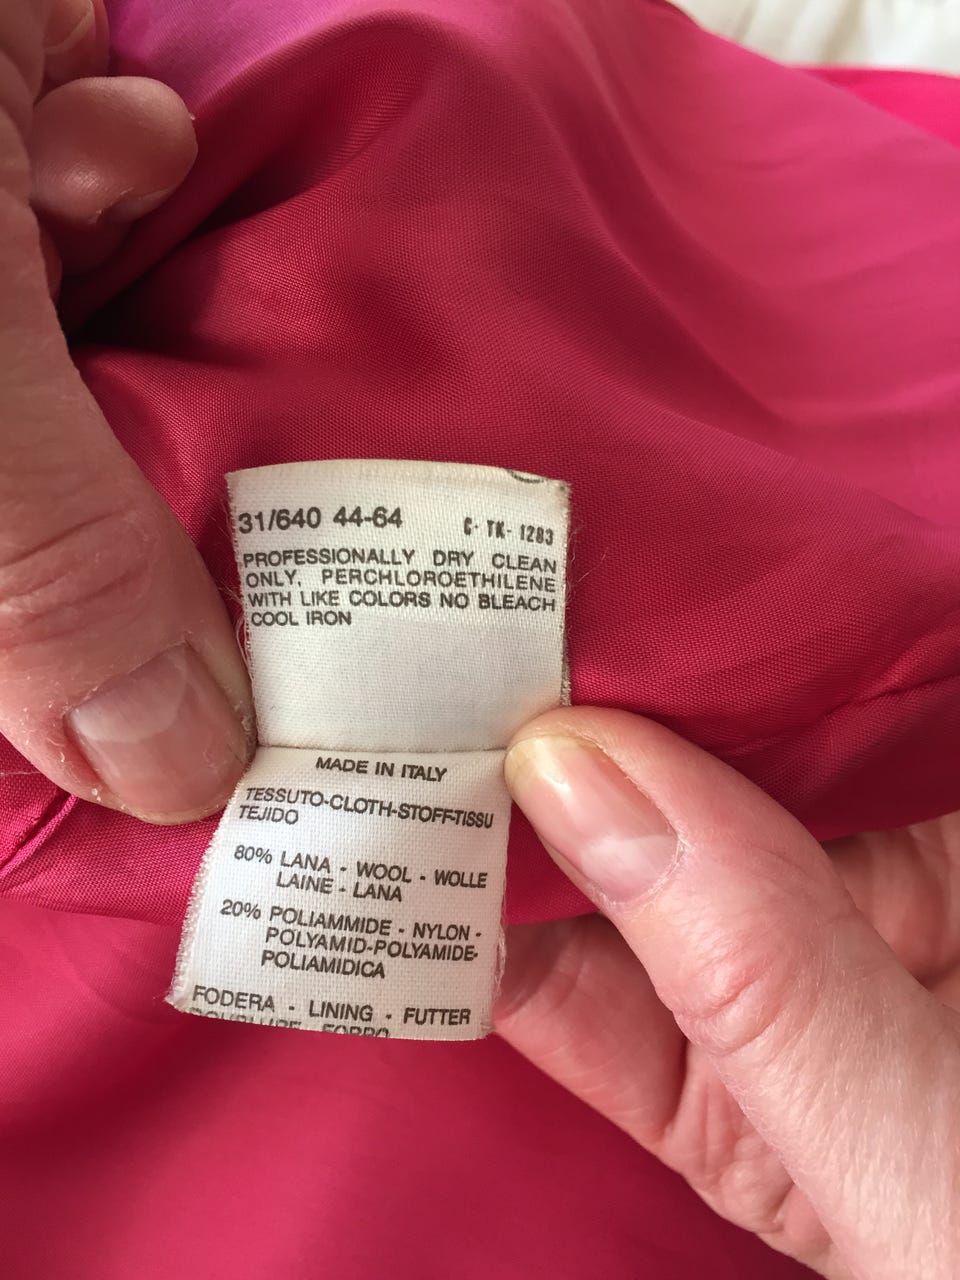 31/640 44-64 C- TK- 1283
PROFESSIONALLY DRY CLEAN
ONLY, PERCHLOROETHILENE
WITH LIKE COLORS NO BLEACH
COOL IRON
MADE IN ITALY
TESSUTO-CLOTH-STOFF-TISSU
TEJIDO
80% LANA - WOOL - WOLLE
LAINE - LANA
20% POLIAMMIDE - NYLON -
POLYAMID-POLYAMIDE-
POLIAMIDICA
FODERA - LINING - FUTTER